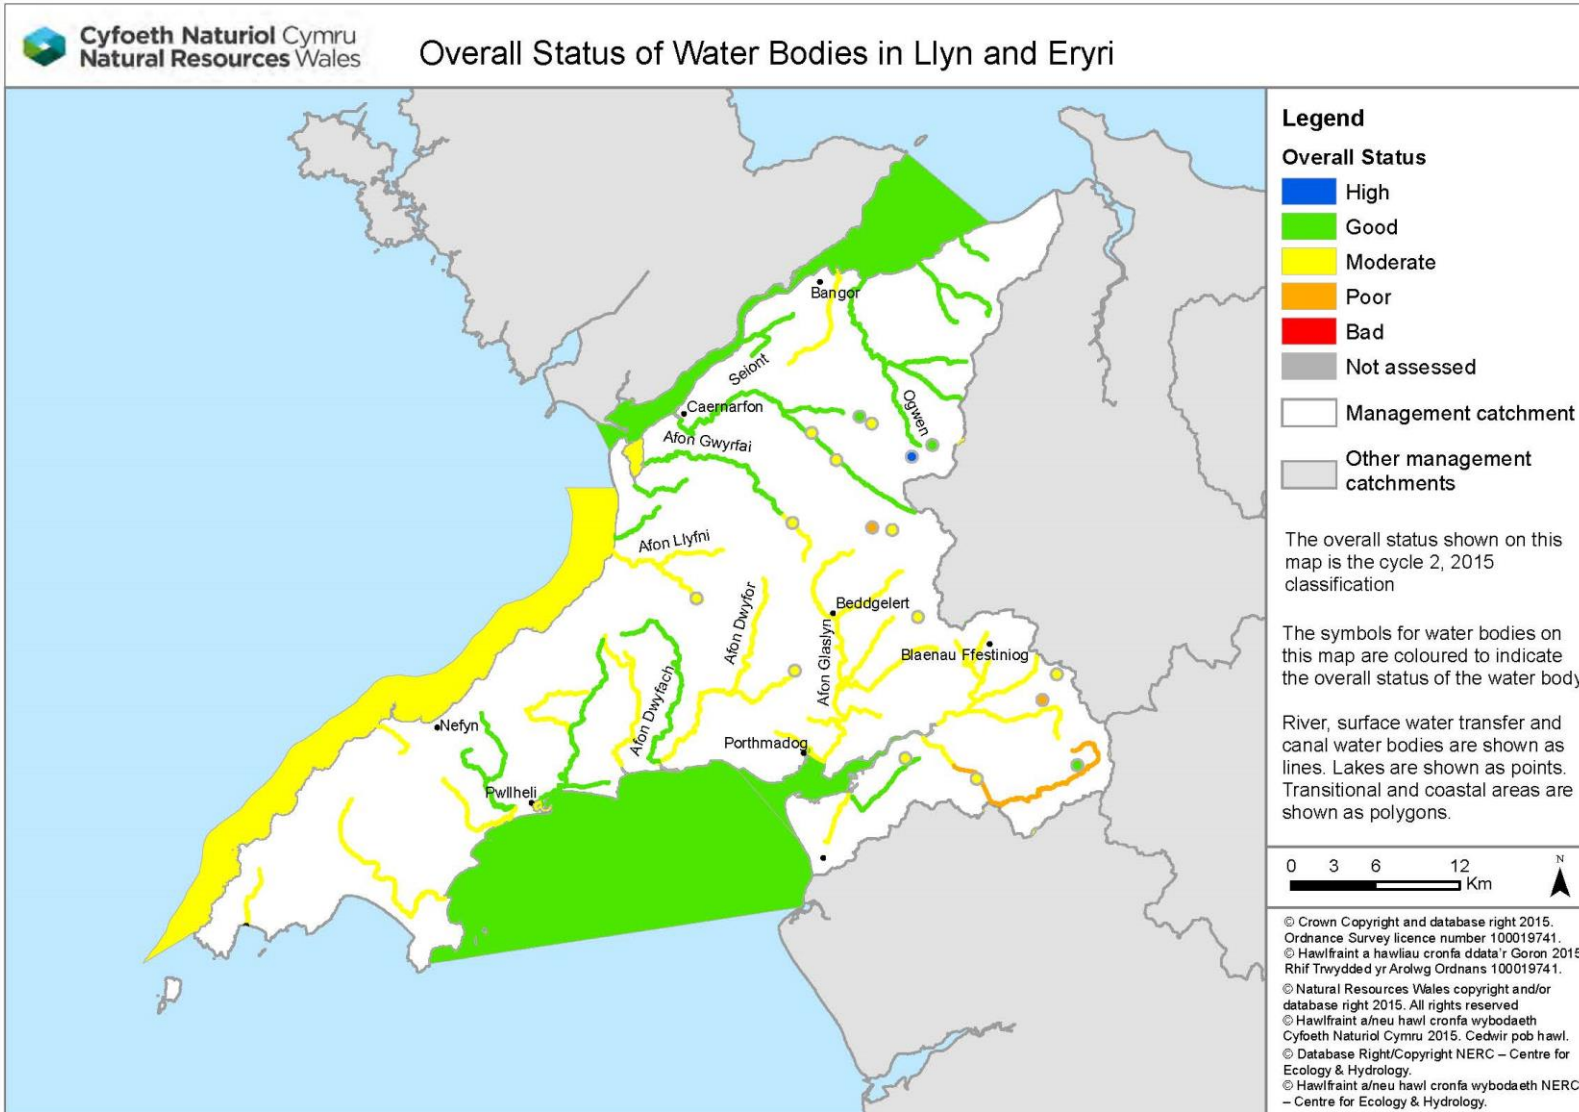 Cyfoeth Naturiol Cymru
Natural Resources Wales
Overall Status of Water Bodies in Llyn and Eryri
Bangor
Seiont
Caernarfon
Ogwen
Afon Gwyrfai
Afon Llyfni
Afon Dwyfor
Beddgelert
Afon Glaslyn
Blaenau Ffestiniog
Afon Dwyfach
Nefyn
Porthmadog
Pwllheli
Legend
Overall Status
High
Good
Moderate
Poor
Bad
Not assessed
Management catchment
Other management
catchments
The overall status shown on this
map is the cycle 2, 2015
classification
The symbols for water bodies on
this map are coloured to indicate
the overall status of the water body
River, surface water transfer and
canal water bodies are shown as
lines. Lakes are shown as points.
Transitional and coastal areas are
shown as polygons.
0 3 6 12
Km
N
© Crown Copyright and database right 2015.
Ordnance Survey licence number 100019741.
© Hawlfraint a hawliau cronfa ddata'r Goron 2015
Rhif Trwydded yr Arolwg Ordnans 100019741.
© Natural Resources Wales copyright and/or
database right 2015. All rights reserved
© Hawlfraint a/neu hawl cronfa wybodaeth
Cyfoeth Naturiol Cymru 2015. Cedwir pob hawl.
© Database Right/Copyright NERC – Centre for
Ecology & Hydrology.
© Hawlfraint a/neu hawl cronfa wybodaeth NERC
– Centre for Ecology & Hydrology.